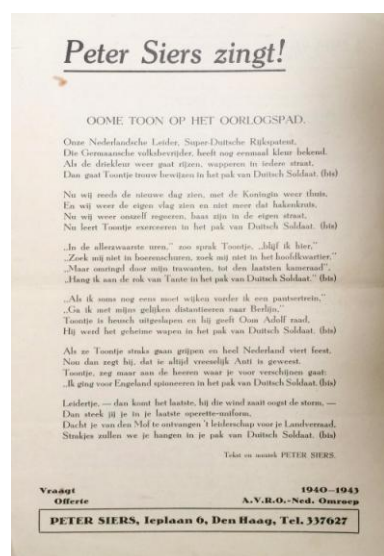 Peter Siers zingt!
OOME TOON OP HET OORLOGSPAD.
Onze Nederlandsche Leider, Super-Duitsche Rijkspatent,
Die Germaansche volksbevrijder, heeft nog eenmaal kleur bekend.
Als de driekleur weer gaat rijzen, wapperen in iedere straat,
Dan gaat Toontje trouw bewijzen in het pak van Duitsch Soldaat. (bis)
Nu wij reeds de nieuwe dag zien, met de Koningin weer thuis,
En wij weer de eigen vlag zien en niet meer dat hakenkruis,
Nu wij weer onszelf regeeren, baas zijn in de eigen straat,
Nu leert Toontje exerceeren in het pak van Duitsch Soldaat. (bis)
„In de allerzwaarste uren," zoo sprak Toontje, „blijf ik hier,"
„Zoek mij niet in boerenschuren, zoek mij niet in het hoofdkwartier,"
„Maar omringd door mijn trawanten, tot den laatsten kameraad",
„Hang ik aan de rok van Tante in het pak van Duitsch Soldaat." (bis)
„Als ik soms nog eens moet wijken zonder ik een pantsertrein,"
„Ga ik met mijns gelijken distantieeren naar Berlijn,"
Toontje is heusch uitgeslapen en hij geeft Oom Adolf raad,
Hij werd het geheime wapen in het pak van Duitsch Soldaat. (bis)
Als ze Toontje straks gaan grijpen en heel Nederland viert feest,
Nou dan zegt hij, dat ie altijd vreeselijk Anti is geweest.
Toontje, zeg maar aan de heeren waar je voor verschijnen gaat:
„Ik ging voor Engeland spionneeren in het pak van Duitsch Soldaat. (bis)
Leidertje, — dan komt het laatste, hij die wind zaait oogst de storm, —
Dan steek jij je in je laatste operette-uniform,
Dacht je van den Mof te ontvangen 't leiderschap voor je Landverraad,
Strakjes zullen we je hangen in je pak van Duitsch Soldaat. (bis)
Tekst en muziek PETER SIERS.
Vraagt 1940—1943
Offerte A.V.R.O.-Ned. Omroep
PETER SIERS, Ieplaan 6, Den Haag, Tel. 337627